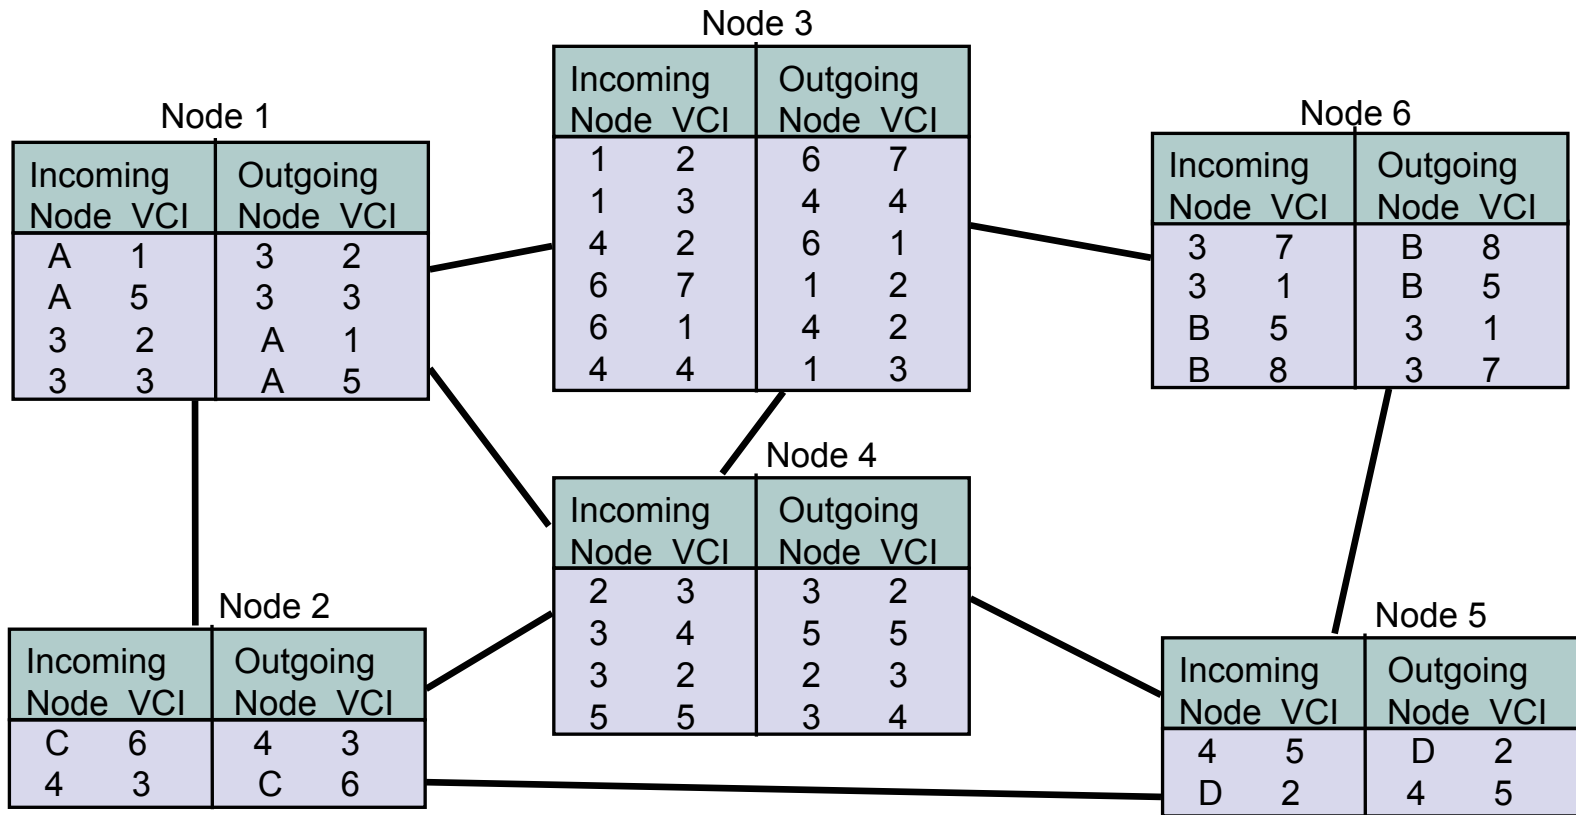 Node 3
Incoming Outgoing
Node VCI Node VCI
1 2 6 7
1 3 4 4
4 2 6 1
6 7 1 2
6 1 4 2
4 4 1 3
Node 1
Incoming Outgoing
Node VCI Node VCI
A 1 3 2
A 5 3 3
3 2 A 1
3 3 A 5
Node 6
Incoming Outgoing
Node VCI Node VCI
3 7 B 8
3 1 B 5
B 5 3 1
B 8 3 7
Node 4
Incoming Outgoing
Node VCI Node VCI
2 3 3 2
3 4 5 5
3 2 2 3
5 5 3 4
Node 2
Incoming Outgoing
Node VCI Node VCI
C 6 4 3
4 3 C 6
Node 5
Incoming Outgoing
Node VCI Node VCI
4 5 D 2
D 2 4 5